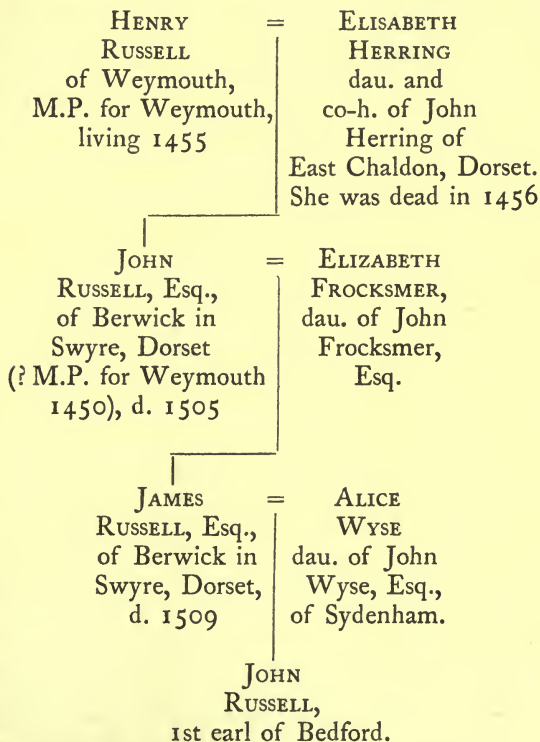 HENRY = ELISABETH
RUSSELL HERRING
of Weymouth, dau. and
M.P. for Weymouth, co-h. of John
living 1455 Herring of
East Chaldon, Dorset.
She was dead in 1456
JOHN = ELIZABETH
RUSSELL, Esq., FROCKSMER,
of Berwick in dau. of John
Swyre, Dorset Frocksmer,
(? M.P. for Weymouth Esq.
1450), d. 1505
JAMES = ALICE
RUSSELL, Esq., WYSE
of Berwick in dau. of John
Swyre, Dorset, Wyse, Esq.,
d. 1509 of Sydenham.
JOHN
RUSSELL,
1st earl of Bedford.